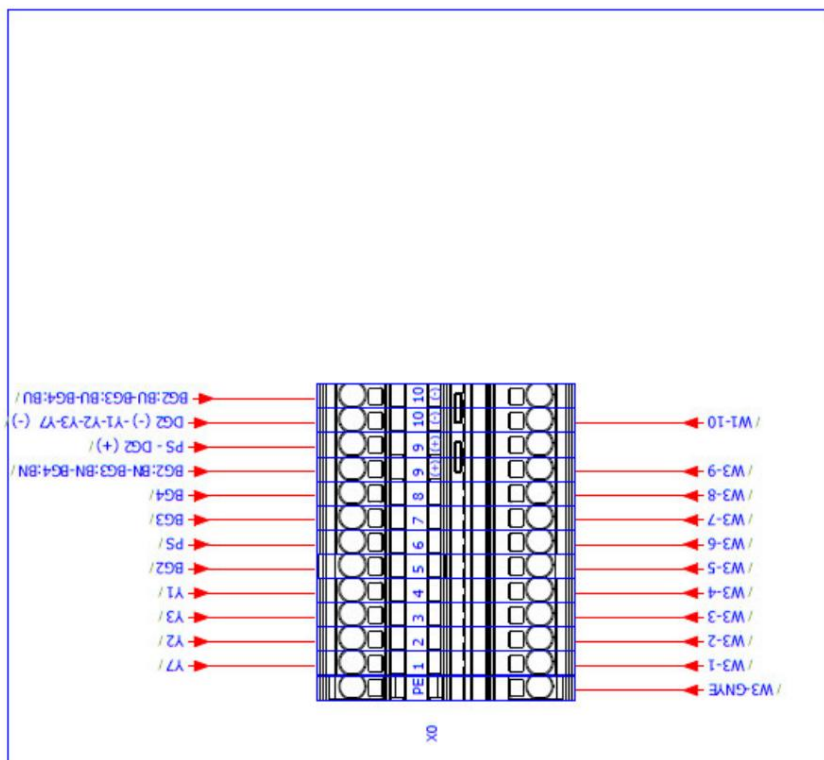 BG2:BU-BG3:BU-BG4:BU /
DG2 (-) -Y1-Y2-Y3-Y7 (-) /
PS - DG2 (+) /
BG2:BN-BG3:BN-BG4:BN /
BG4 /
BG3 /
PS /
BG2 /
Y1 /
Y3 /
Y2 /
Y7 /
10 (-)
10 (-)
9 (+)
9 (+)
8
7
6
5
4
3
2
1
PE
/ W1-10
/ W3-9
/ W3-8
/ W3-7
/ W3-6
/ W3-5
/ W3-4
/ W3-3
/ W3-2
/ W3-1
/ W3-GNYE
X0